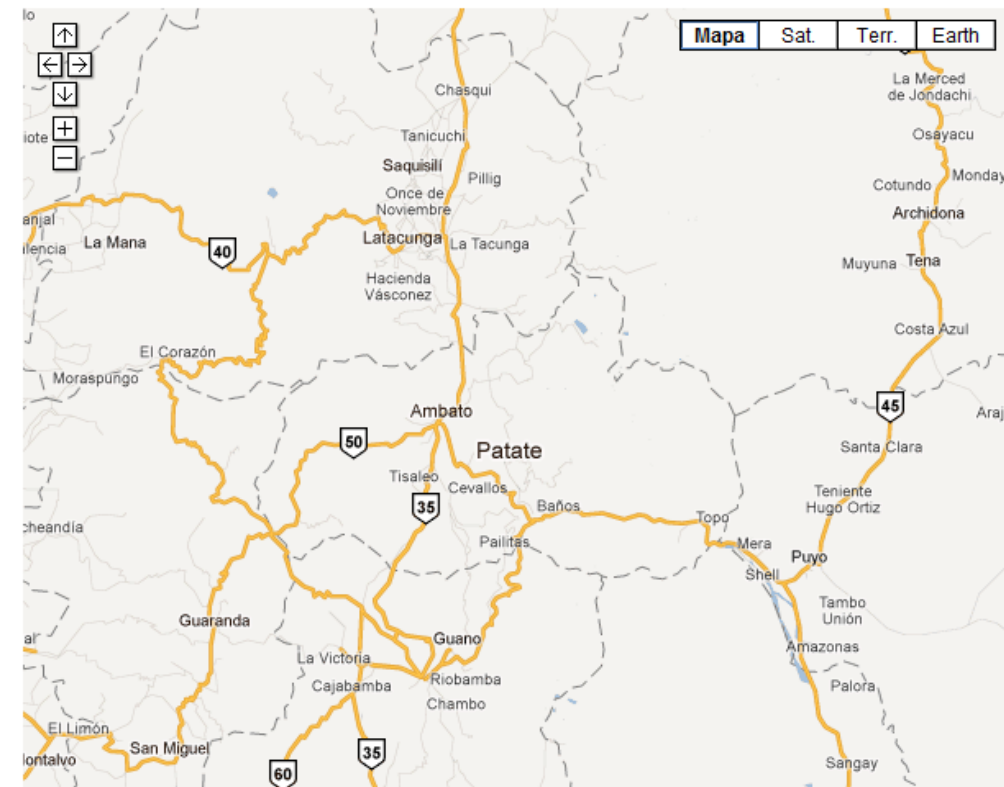 Mapa
Sat.
Terr.
Earth
Chasqui
La Merced
de Jondachi
Tanicuchi
Osayacu
Saquisilí
Pillig
Monday
Once de
Noviembre
Cotundo
Archidona
La Mana
40
Latacunga
La Tacunga
Muyuna
Tena
Hacienda
Vásconez
Costa Azul
El Corazón
Moraspungo
45
Ambato
Santa Clara
50
Patate
Tisaleo
Cevallos
Teniente
Hugo Ortiz
35
Baños
Topo
Pailitas
Mera
Puyo
Shell
Tambo
Unión
Guaranda
Guano
Amazonas
La Victoria
Cajabamba
Riobamba
Palora
Chambo
El Limón
San Miguel
35
60
Sangay